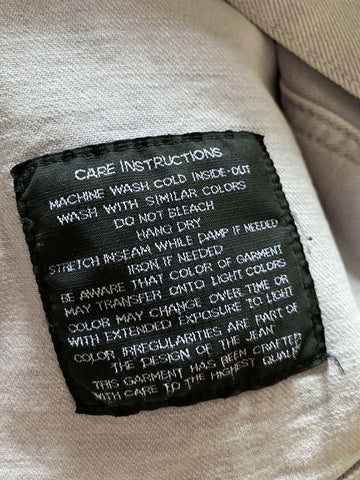 CARE INSTRUCTIONS
MACHINE WASH COLD INSIDE-OUT
WASH WITH SIMILAR COLORS
DO NOT BLEACH
HANG DRY
STRETCH INSEAM WHILE DAMP IF NEEDED
IRON IF NEEDED
BE AWARE THAT COLOR OF GARMENT
MAY TRANSFER ONTO LIGHT COLORS
COLOR MAY CHANGE OVER TIME OR
WITH EXTENDED EXPOSURE TO LIGHT
COLOR IRREGULARITIES ARE PART OF
THE DESIGN OF THE JEAN
THIS GARMENT HAS BEEN CRAFTED
WITH CARE TO THE HIGHEST QUALITY